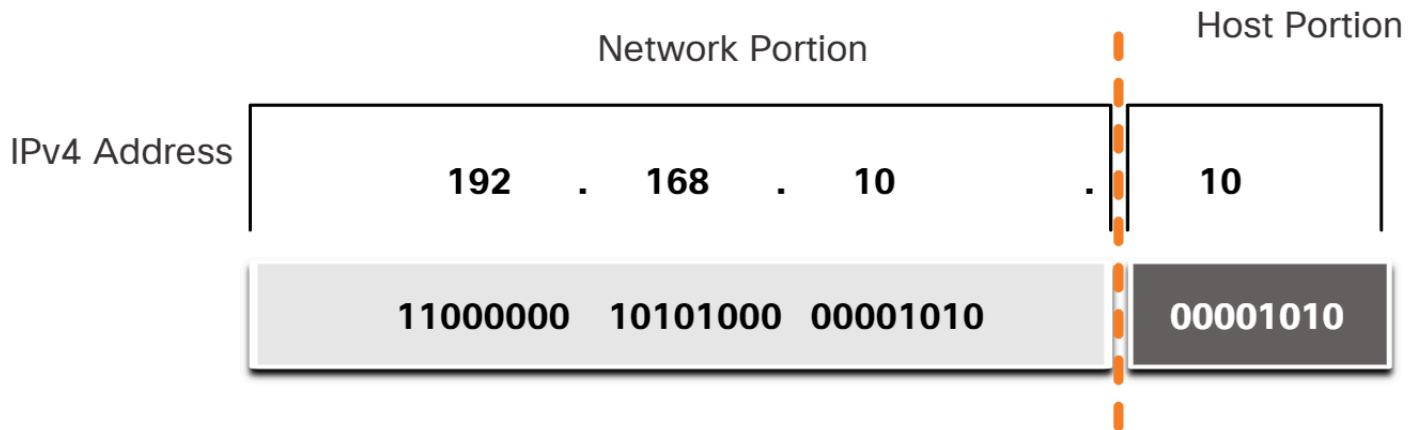 Network Portion
Host Portion
IPv4 Address
192 . 168 . 10 . 10
11000000 10101000 00001010 00001010